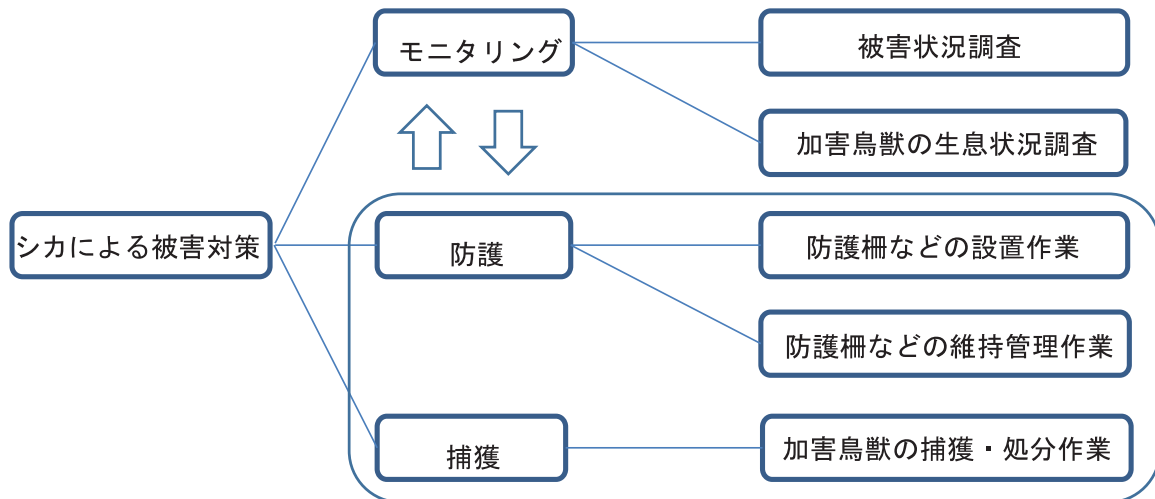 モニタリング
被害状況調査
加害鳥獣の生息状況調査
シカによる被害対策
防護
防護柵などの設置作業
防護柵などの維持管理作業
捕獲
加害鳥獣の捕獲・処分作業